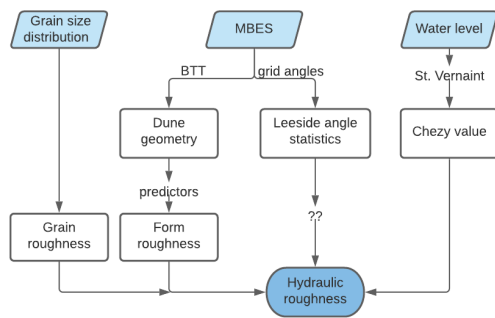 Grain size
distribution
MBES
Water level
BTT
grid angles
St. Vernaint
Dune
geometry
Leeside angle
statistics
Chezy value
predictors
??
Grain
roughness
Form
roughness
Hydraulic
roughness